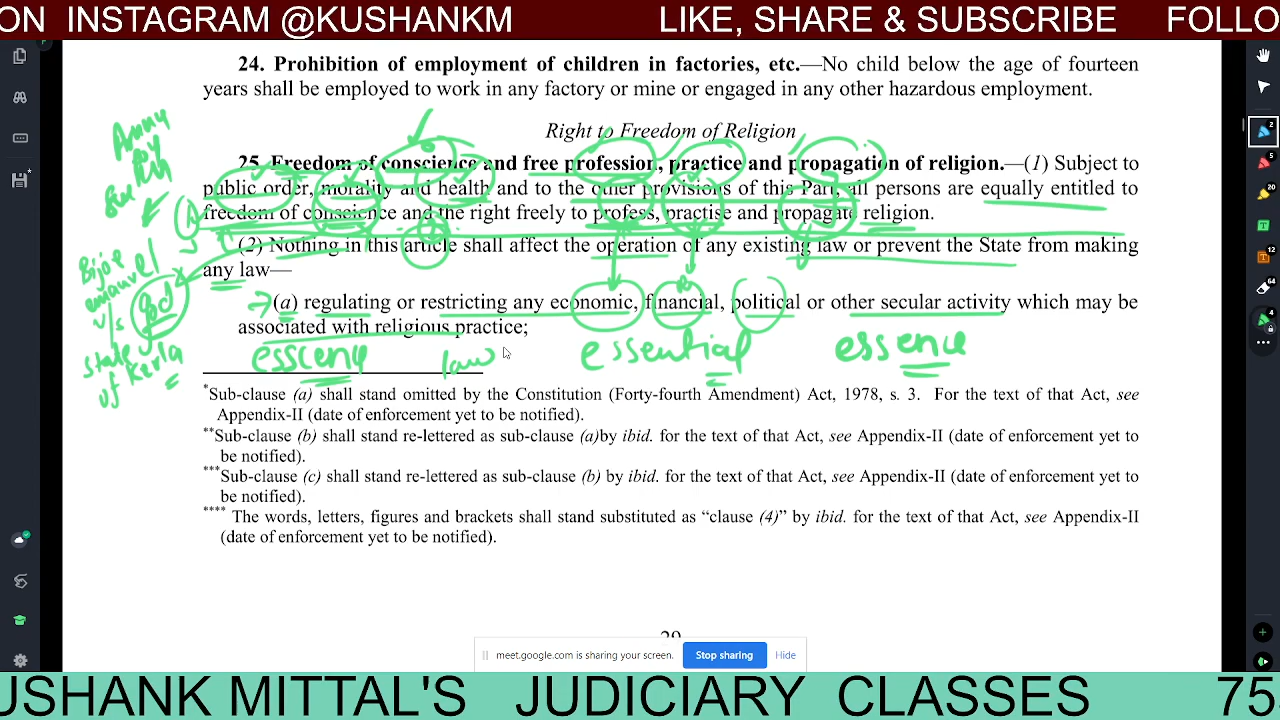 ON INSTAGRAM @KUSHANKM LIKE, SHARE & SUBSCRIBE FOLLO
24. Prohibition of employment of children in factories, etc.—No child below the age of fourteen
years shall be employed to work in any factory or mine or engaged in any other hazardous employment.
Right to Freedom of Religion
25. Freedom of conscience and free profession, practice and propagation of religion.—(1) Subject to
public order, morality and health and to the other provisions of this Part, all persons are equally entitled to
freedom of conscience and the right freely to profess, practise and propagate religion.
(2) Nothing in this article shall affect the operation of any existing law or prevent the State from making
any law—
(a) regulating or restricting any economic, financial, political or other secular activity which may be
associated with religious practice;
Bijoe
emanuel
v/s
State
of Kerla
god
essceny law essential essence
*Sub-clause (a) shall stand omitted by the Constitution (Forty-fourth Amendment) Act, 1978, s. 3. For the text of that Act, see
Appendix-II (date of enforcement yet to be notified).
**Sub-clause (b) shall stand re-lettered as sub-clause (a)by ibid. for the text of that Act, see Appendix-II (date of enforcement yet to
be notified).
***Sub-clause (c) shall stand re-lettered as sub-clause (b) by ibid. for the text of that Act, see Appendix-II (date of enforcement yet to
be notified).
**** The words, letters, figures and brackets shall stand substituted as “clause (4)” by ibid. for the text of that Act, see Appendix-II
(date of enforcement yet to be notified).
29
meet.google.com is sharing your screen. Stop sharing Hide
USHANK MITTAL'S JUDICIARY CLASSES 75